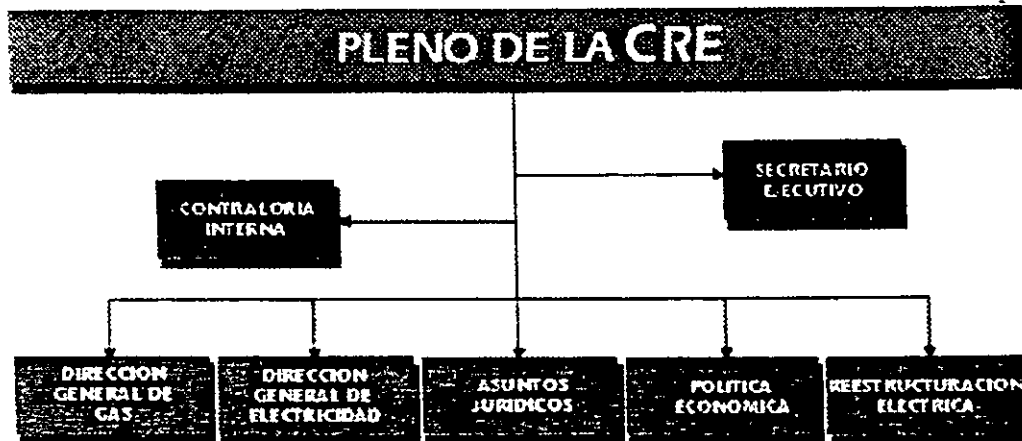 PLENO DE LA CRE
SECRETARIO
EJECUTIVO
CONTRALORIA
INTERNA
DIRECCION
GENERAL DE
GAS
DIRECCION
GENERAL DE
ELECTRICIDAD
ASUNTOS
JURIDICOS
POLITICA
ECONOMICA
REESTRUCTURACION
ELECTRICA